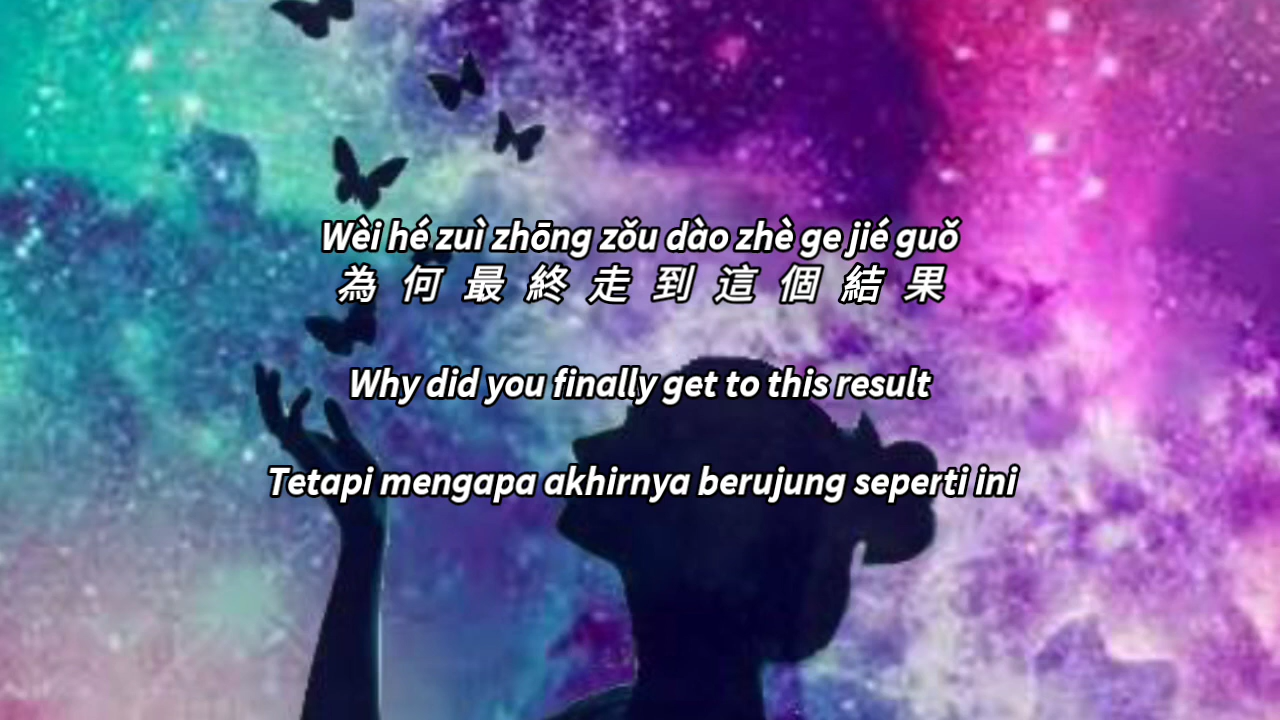 Wèi hé zuì zhōng zǒu dào zhè ge jié guǒ
為 何 最 終 走 到 這 個 結 果
Why did you finally get to this result
Tetapi mengapa akhirnya berujung seperti ini